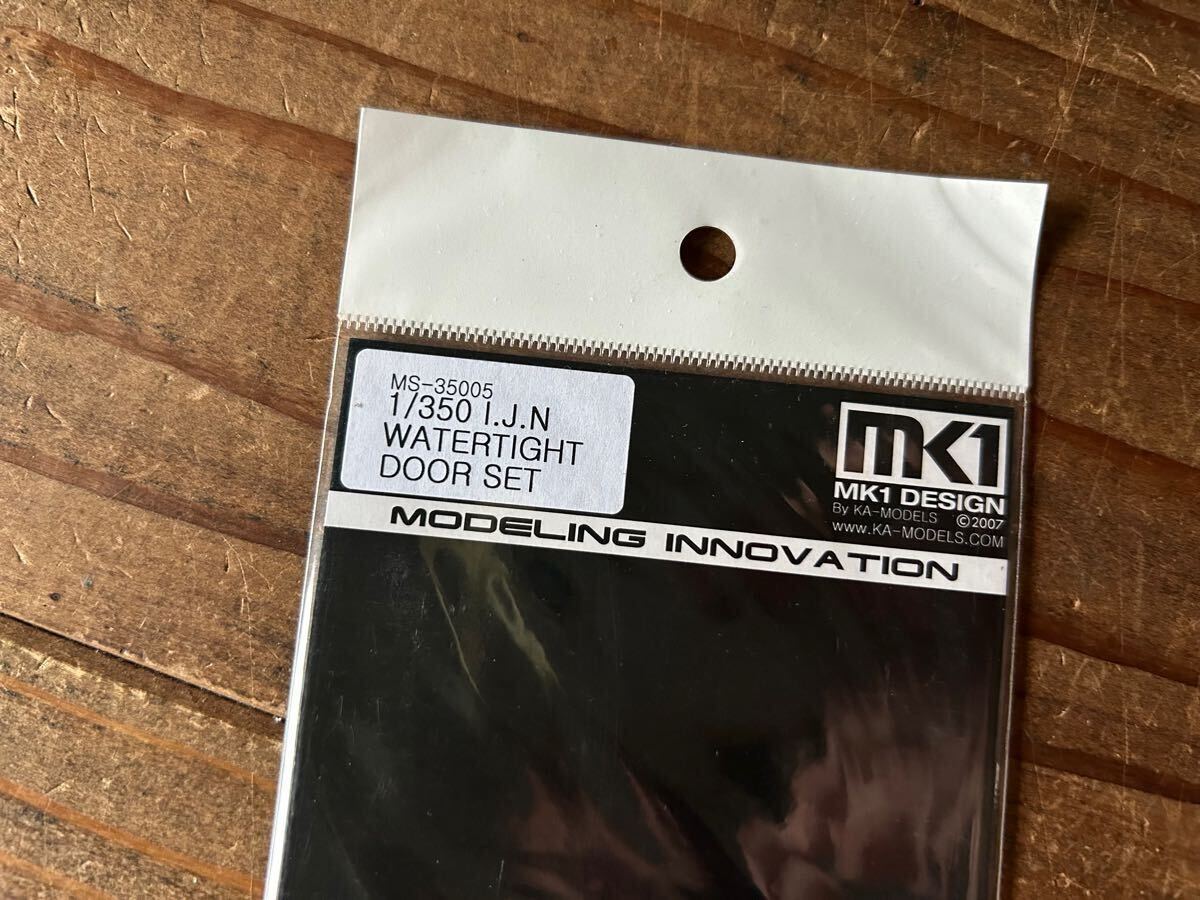 MS-35005
1/350 I.J.N
WATERTIGHT
DOOR SET
MK1
MK1 DESIGN
By KA-MODELS ©2007
WWW.KA-MODELS.COM
MODELING INNOVATION